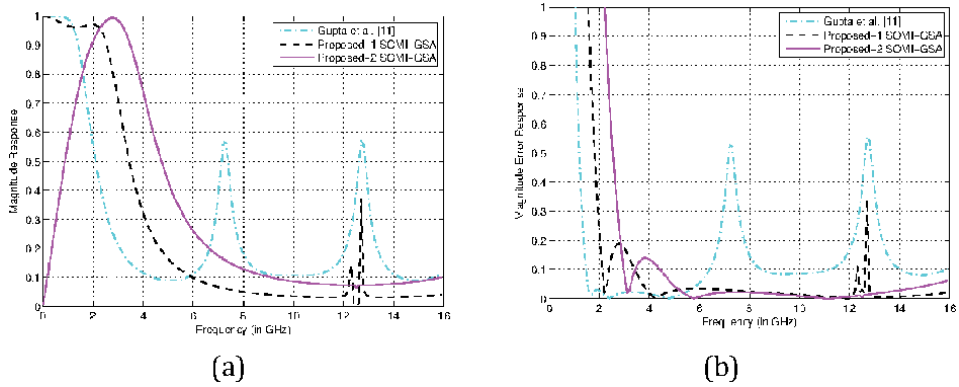 Gupta et al. [11]
Proposed-1 SOMI-GSA
Proposed-2 SOMI-GSA
Magnitude Response
1
0.9
0.8
0.7
0.6
0.5
0.4
0.3
0.2
0.1
0
0 2 4 6 8 10 12 14 16
Frequency (in GHz)
(a)
Gupta et al. [11]
Proposed-1 SOMI-GSA
Proposed-2 SOMI-GSA
Magnitude Error Response
1
0.9
0.8
0.7
0.6
0.5
0.4
0.3
0.2
0.1
0
0 2 4 6 8 10 12 14 16
Frequency (in GHz)
(b)